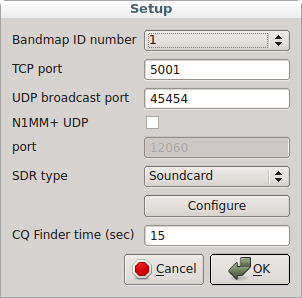 Setup
Bandmap ID number 1
TCP port 5001
UDP broadcast port 45454
N1MM+ UDP
port 12060
SDR type Soundcard
Configure
CQ Finder time (sec) 15
Cancel OK